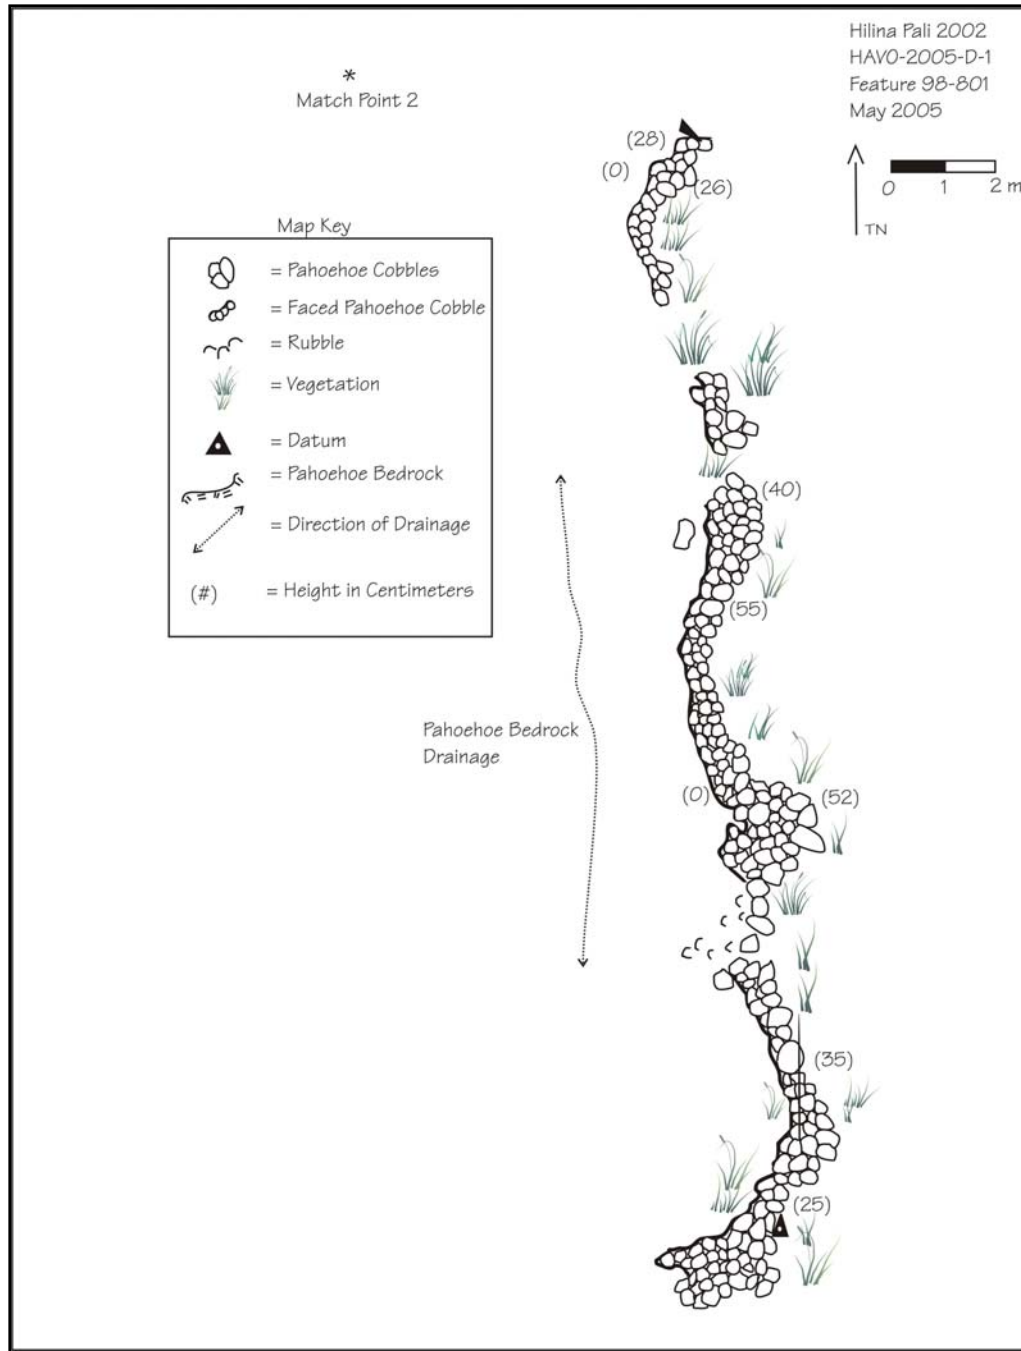 Hilina Pali 2002
HAVO-2005-D-1
Feature 98-801
May 2005
*
Match Point 2
0 1 2 m
TN
(28)
(0)
(26)
Map Key
= Pahoehoe Cobbles
= Faced Pahoehoe Cobble
= Rubble
= Vegetation
= Datum
= Pahoehoe Bedrock
= Direction of Drainage
(#) = Height in Centimeters
(40)
(55)
Pahoehoe Bedrock
Drainage
(0)
(52)
(35)
(25)